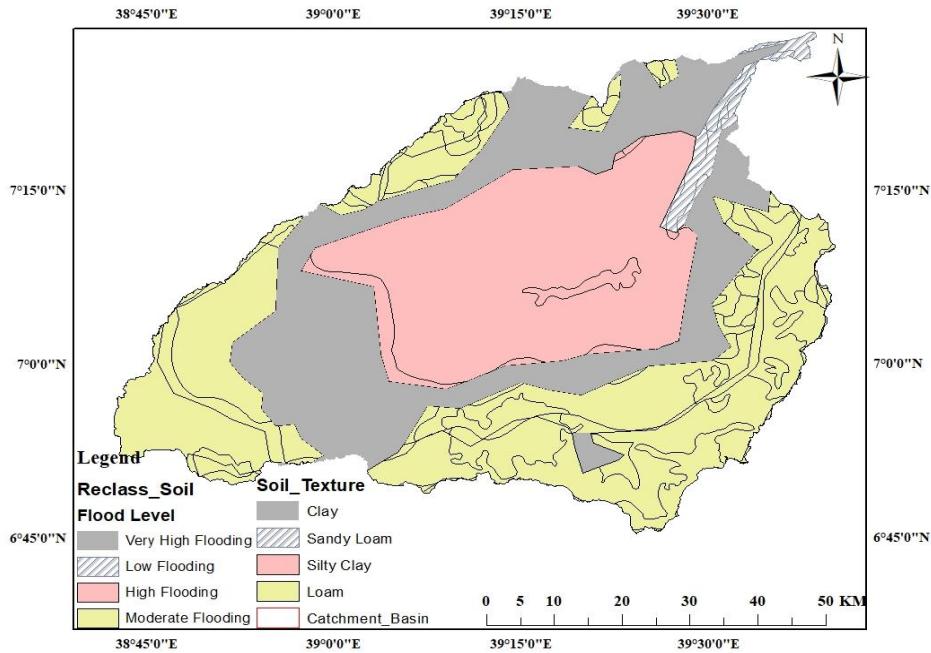 38°45'0"E 39°0'0"E 39°15'0"E 39°30'0"E
N
7°15'0"N 7°15'0"N
7°0'0"N 7°0'0"N
6°45'0"N 6°45'0"N
Legend
Reclass_Soil
Flood Level
Very High Flooding
Low Flooding
High Flooding
Moderate Flooding
Soil_Texture
Clay
Sandy Loam
Silty Clay
Loam
Catchment_Basin
0 5 10 20 30 40 50 KM
38°45'0"E 39°0'0"E 39°15'0"E 39°30'0"E